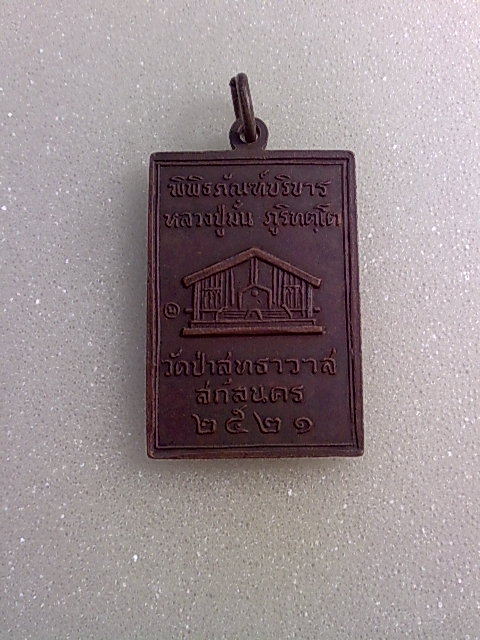 พิพิธภัณฑ์บริขาร
หลวงปู่มั่น ภูริทตฺโต
๒
วัดป่าสุทธาวาส
สกลนคร
๒๕๒๑